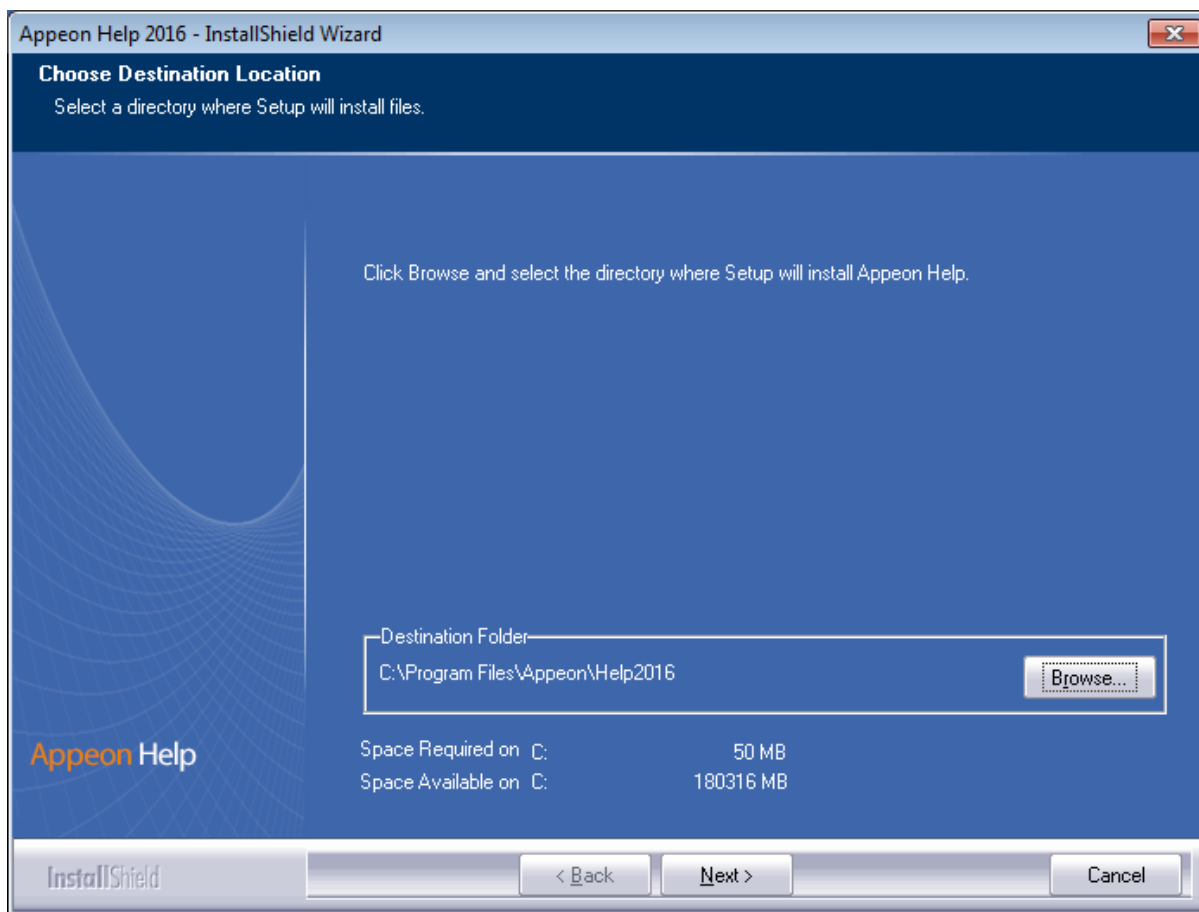 Appeon Help 2016 - InstallShield Wizard
Choose Destination Location
Select a directory where Setup will install files.
Click Browse and select the directory where Setup will install Appeon Help.
Destination Folder
C:\Program Files\Appeon\Help2016
Browse...
Appeon Help
Space Required on C: 50 MB
Space Available on C: 180316 MB
InstallShield
< Back
Next >
Cancel